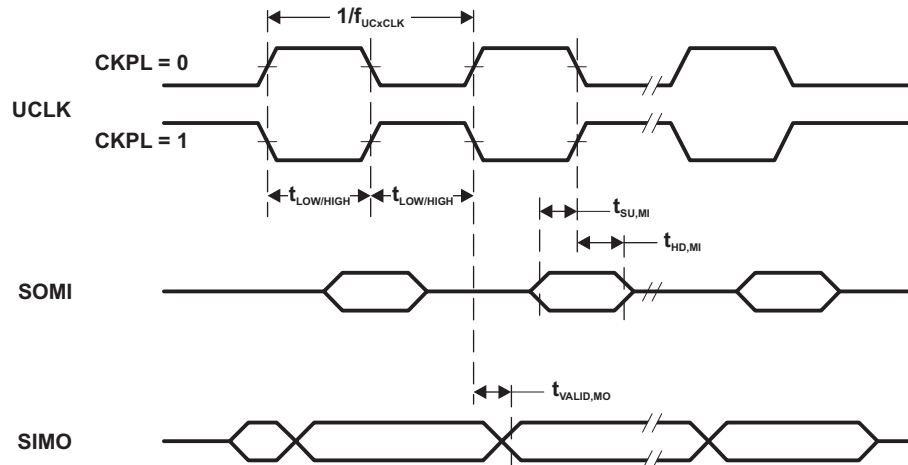 1/fUCxCLK
CKPL = 0
UCLK
CKPL = 1
tLOW/HIGH tLOW/HIGH
tSU,MI
tHD,MI
SOMI
tVALID,MO
SIMO